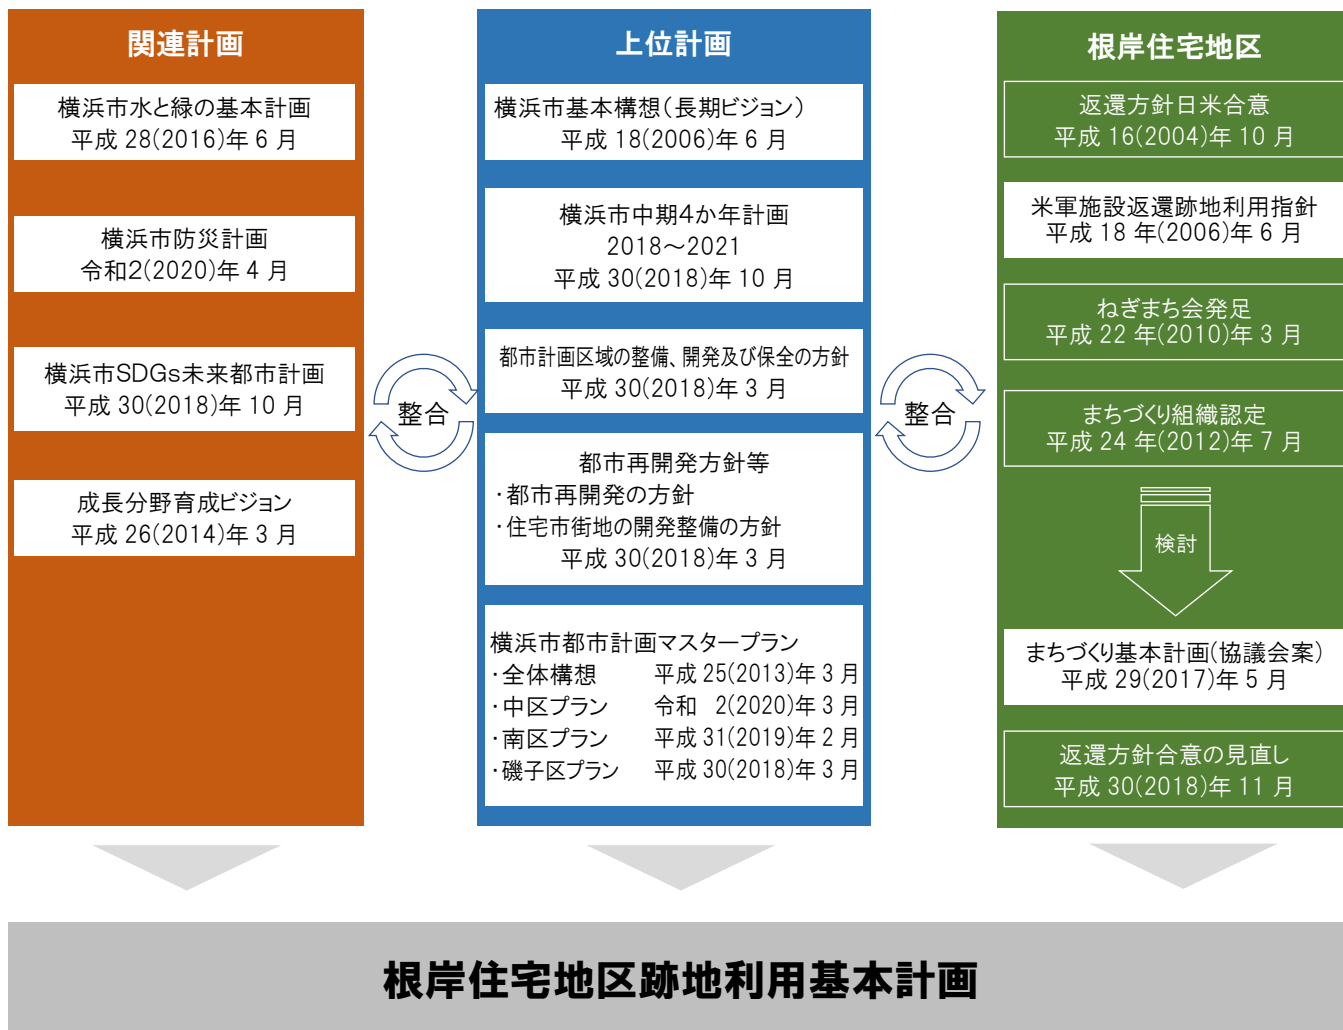 関連計画
横浜市水と緑の基本計画
平成 28(2016)年 6 月
横浜市防災計画
令和2(2020)年 4 月
横浜市SDGs未来都市計画
平成 30(2018)年 10 月
成長分野育成ビジョン
平成 26(2014)年 3 月
整合
上位計画
横浜市基本構想(長期ビジョン)
平成 18(2006)年 6 月
横浜市中期4か年計画
2018~2021
平成 30(2018)年 10 月
都市計画区域の整備、開発及び保全の方針
平成 30(2018)年 3 月
都市再開発方針等
・都市再開発の方針
・住宅市街地の開発整備の方針
平成 30(2018)年 3 月
横浜市都市計画マスタープラン
・全体構想 平成 25(2013)年 3 月
・中区プラン 令和 2(2020)年 3 月
・南区プラン 平成 31(2019)年 2 月
・磯子区プラン 平成 30(2018)年 3 月
整合
根岸住宅地区
返還方針日米合意
平成 16(2004)年 10 月
米軍施設返還跡地利用指針
平成 18 年(2006)年 6 月
ねぎまち会発足
平成 22 年(2010)年 3 月
まちづくり組織認定
平成 24 年(2012)年 7 月
検討
まちづくり基本計画(協議会案)
平成 29(2017)年 5 月
返還方針合意の見直し
平成 30(2018)年 11 月
根岸住宅地区跡地利用基本計画